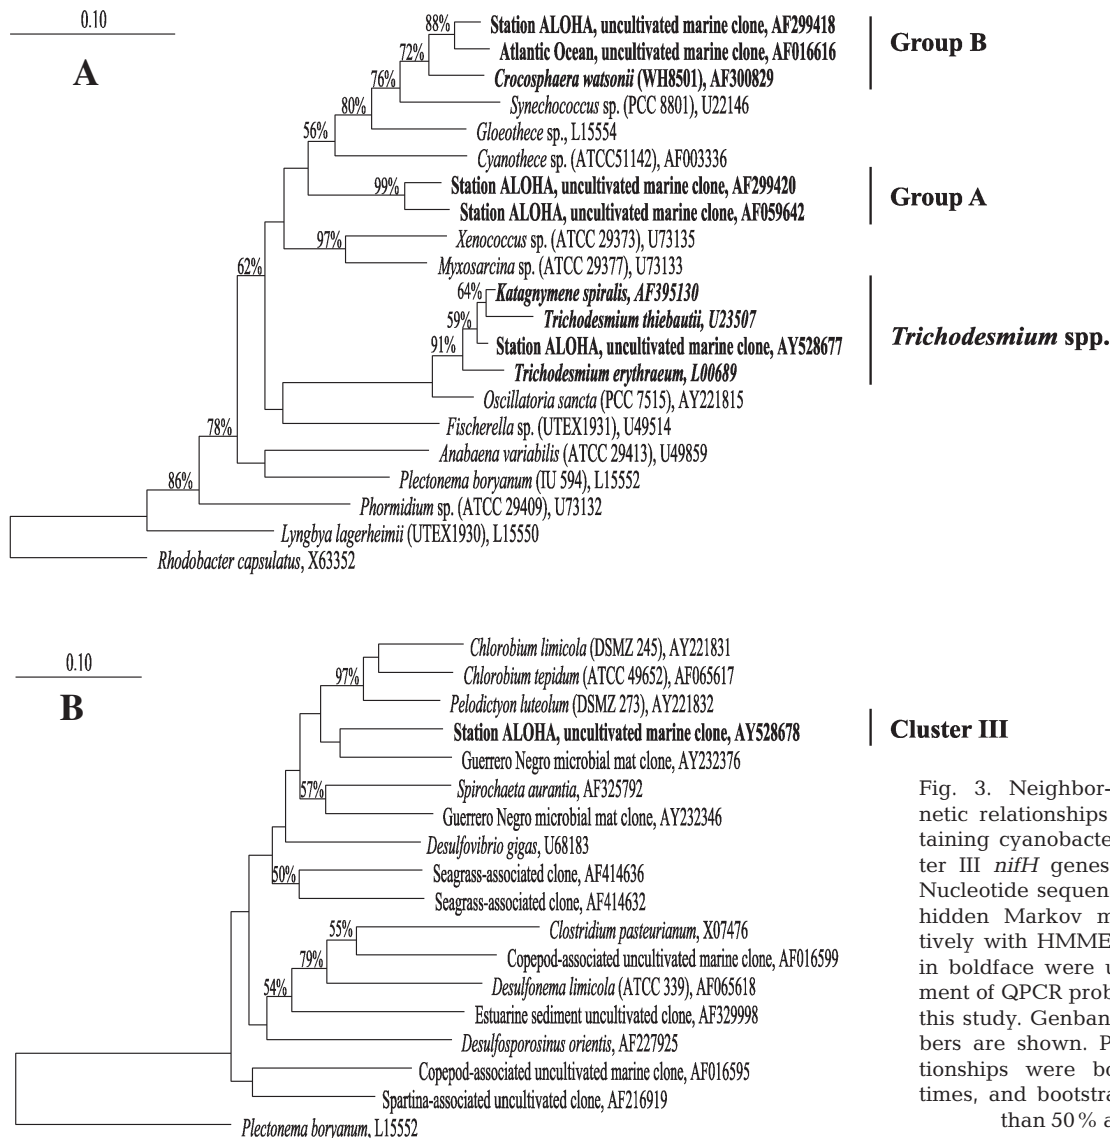 0.10
A
88%
Station ALOHA, uncultivated marine clone, AF299418
Group B
72%
Atlantic Ocean, uncultivated marine clone, AF016616
76%
Crocosphaera watsonii (WH8501), AF300829
80%
Synechococcus sp. (PCC 8801), U22146
56%
Gloeothece sp., L15554
Cyanothece sp. (ATCC51142), AF003336
99%
Station ALOHA, uncultivated marine clone, AF299420
Group A
Station ALOHA, uncultivated marine clone, AF059642
97%
Xenococcus sp. (ATCC 29373), U73135
Myxosarcina sp. (ATCC 29377), U73133
62%
64%
Katagnymene spiralis, AF395130
59%
Trichodesmium thiebautii, U23507
Trichodesmium spp.
91%
Station ALOHA, uncultivated marine clone, AY528677
Trichodesmium erythraeum, L00689
Oscillatoria sancta (PCC 7515), AY221815
78%
Fischerella sp. (UTEX1931), U49514
Anabaena variabilis (ATCC 29413), U49859
86%
Plectonema boryanum (IU 594), L15552
Phormidium sp. (ATCC 29409), U73132
Lyngbya lagerheimii (UTEX1930), L15550
Rhodobacter capsulatus, X63352
0.10
B
Chlorobium limicola (DSMZ 245), AY221831
97%
Chlorobium tepidum (ATCC 49652), AF065617
Pelodictyon luteolum (DSMZ 273), AY221832
Station ALOHA, uncultivated marine clone, AY528678
Cluster III
Guerrero Negro microbial mat clone, AY232376
57%
Spirochaeta aurantia, AF325792
Guerrero Negro microbial mat clone, AY232346
Desulfovibrio gigas, U68183
50%
Seagrass-associated clone, AF414636
Seagrass-associated clone, AF414632
55%
Clostridium pasteurianum, X07476
79%
Copepod-associated uncultivated marine clone, AF016599
54%
Desulfonema limicola (ATCC 339), AF065618
Estuarine sediment uncultivated clone, AF329998
Desulfosporosinus orientis, AF227925
Copepod-associated uncultivated marine clone, AF016595
Spartina-associated uncultivated clone, AF216919
Plectonema boryanum, L15552
Fig. 3. Neighbor-
netic relationships
taining cyanobacte
ter III nifH genes
Nucleotide sequen
hidden Markov m
tively with HMME
in boldface were u
ment of QPCR prob
this study. Genban
bers are shown. P
tionships were bo
times, and bootstra
than 50% a